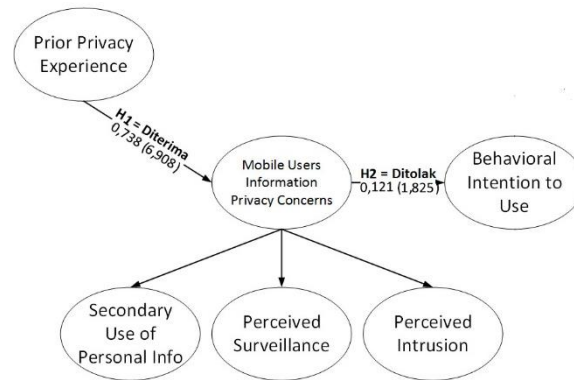 Prior Privacy
Experience
H1 = Diterima
0,738 (6,908)
Mobile Users
Information
Privacy Concerns
H2 = Ditolak
0,121 (1,825)
Behavioral
Intention to
Use
Secondary
Use of
Personal Info
Perceived
Surveillance
Perceived
Intrusion